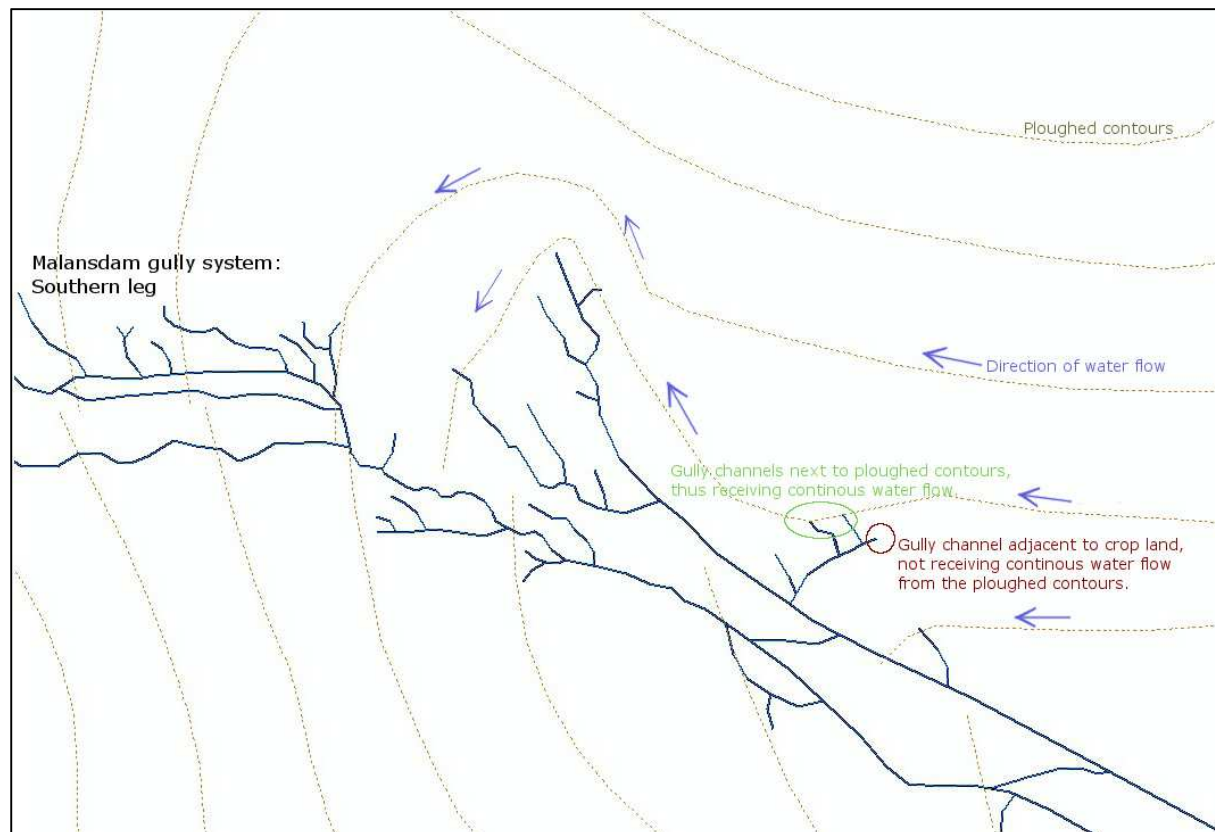 Ploughed contours
Malansdam gully system:
Southern leg
Direction of water flow
Gully channels next to ploughed contours,
thus receiving continous water flow
Gully channel adjacent to crop land,
not receiving continous water flow
from the ploughed contours.